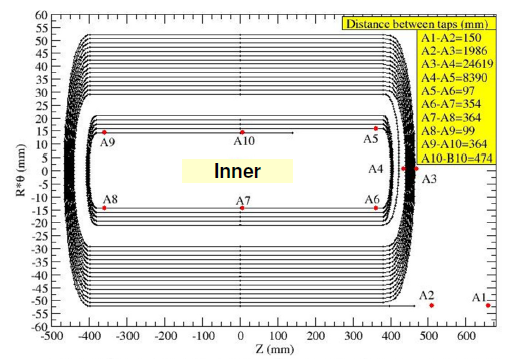 60
55
50
45
40
35
30
25
20
15
10
5
0
-5
-10
-15
-20
-25
-30
-35
-40
-45
-50
-55
-60
R*θ (mm)
Distance between taps (mm)
A1-A2=150
A2-A3=1986
A3-A4=24619
A4-A5=8390
A5-A6=97
A6-A7=354
A7-A8=364
A8-A9=99
A9-A10=364
A10-B10=474
A9
A10
A5
Inner
A4
A3
A8
A7
A6
A2
A1
-500 -400 -300 -200 -100 0 100 200 300 400 500 600
Z (mm)